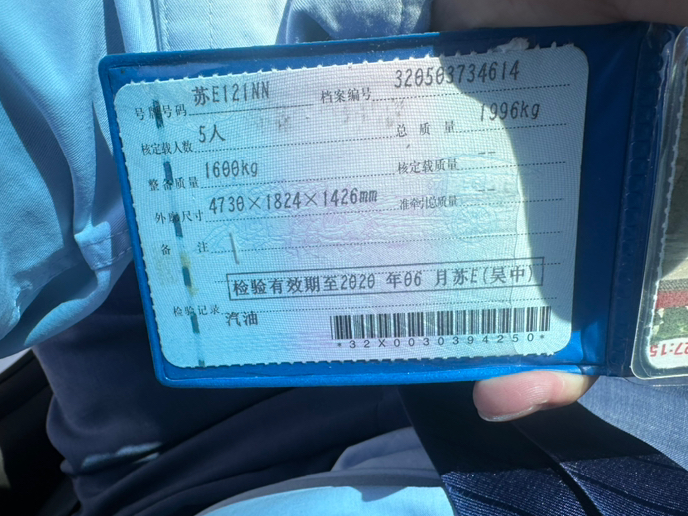 号牌号码 苏E121NN 档案编号 320503734614
核定载人数 5人 总质量 1996kg
整备质量 1600kg 核定载质量 --
外廓尺寸 4730×1824×1426mm 准牵引总质量 --
备注
检验有效期至2020年06月苏E(吴中)
检验记录
汽油
*32X0030394250*
27:15